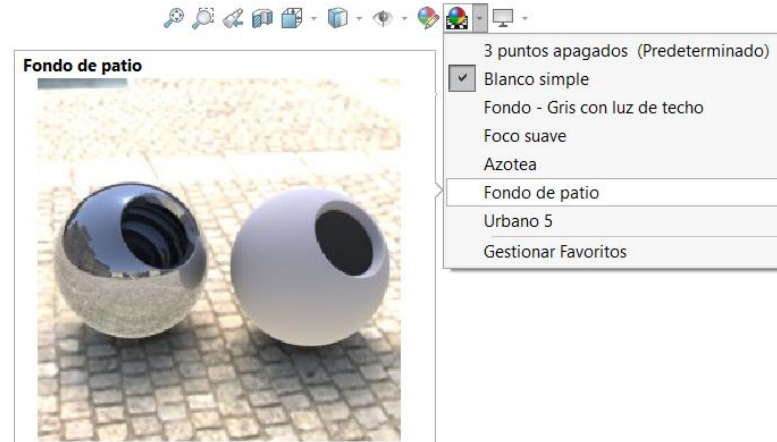 3 puntos apagados (Predeterminado)
Fondo de patio
Blanco simple
Fondo - Gris con luz de techo
Foco suave
Azotea
Fondo de patio
Urbano 5
Gestionar Favoritos